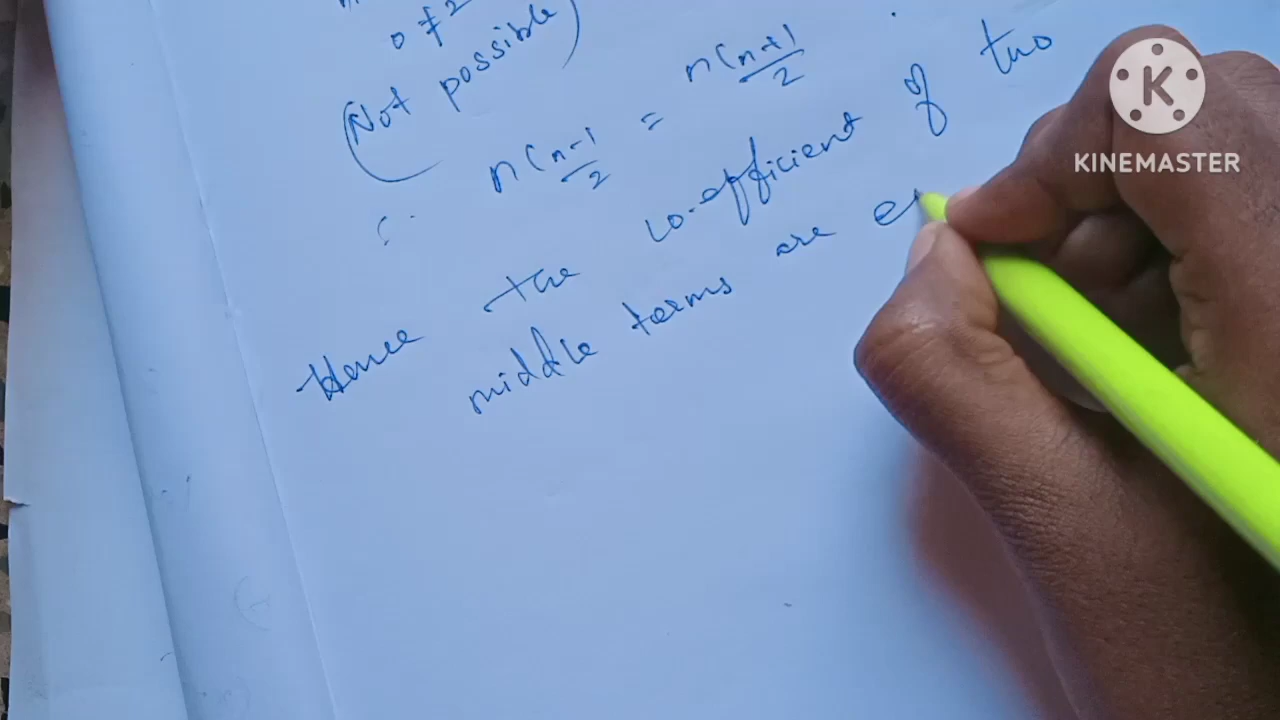 0 ≠ 2
(Not possible)
∴ n(n-1/2 = n(n+1/2
Hence the co-efficient of two
middle terms are
K
KINEMASTER